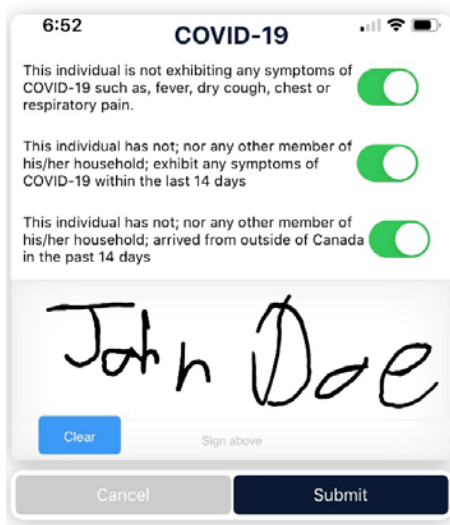 6:52
COVID-19
This individual is not exhibiting any symptoms of
COVID-19 such as, fever, dry cough, chest or
respiratory pain.
This individual has not; nor any other member of
his/her household; exhibit any symptoms of
COVID-19 within the last 14 days
This individual has not; nor any other member of
his/her household; arrived from outside of Canada
in the past 14 days
John Doe
Clear
Sign above
Cancel
Submit